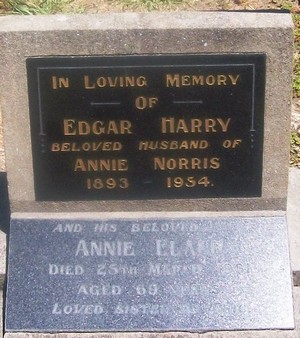 IN LOVING MEMORY
OF
EDGAR HARRY
BELOVED HUSBAND OF
ANNIE NORRIS
1893 - 1954.
AND HIS BELOVED
ANNIE
DIED 25TH
AGED 69
LOVED SISTER